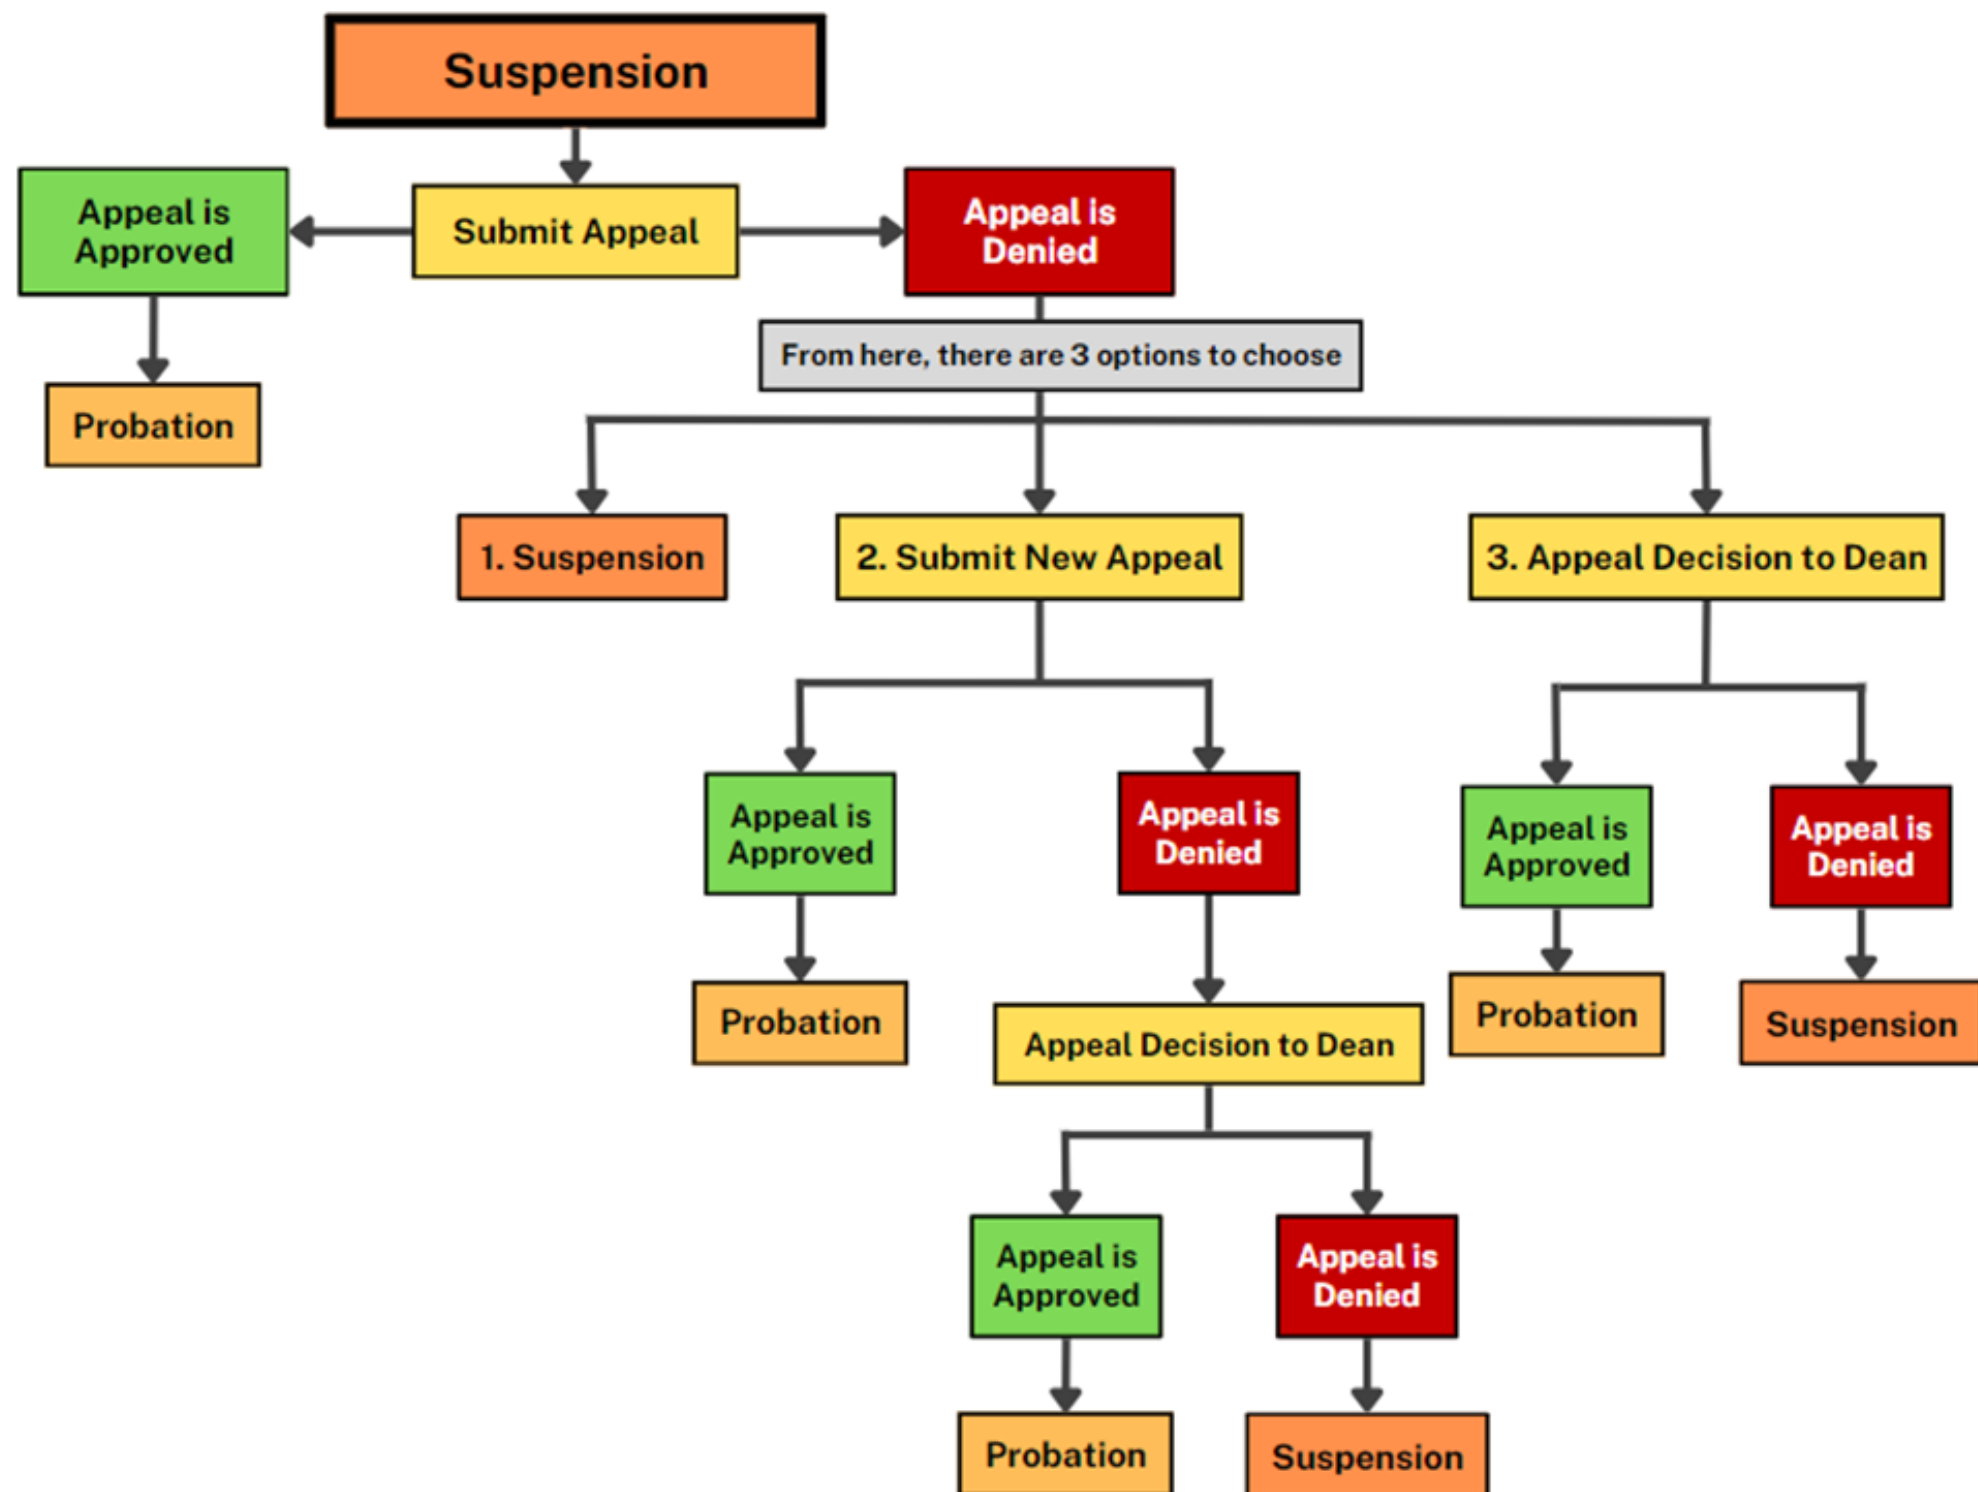 Suspension
Appeal is
Approved
Submit Appeal
Appeal is
Denied
From here, there are 3 options to choose
Probation
1. Suspension
2. Submit New Appeal
3. Appeal Decision to Dean
Appeal is
Approved
Appeal is
Denied
Appeal is
Approved
Appeal is
Denied
Probation
Appeal Decision to Dean
Probation
Suspension
Appeal is
Approved
Appeal is
Denied
Probation
Suspension